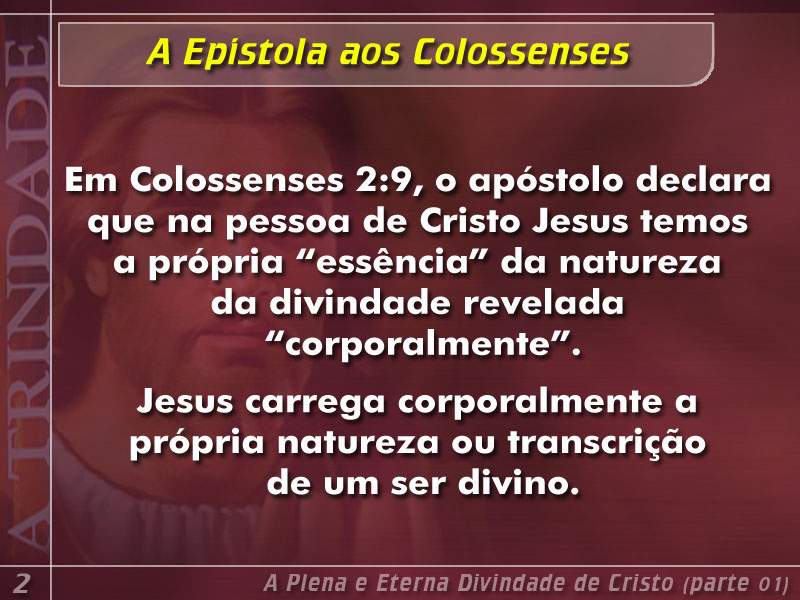 A Epístola aos Colossenses
A TRINDADE
Em Colossenses 2:9, o apóstolo declara
que na pessoa de Cristo Jesus temos
a própria “essência” da natureza
da divindade revelada
“corporalmente”.
Jesus carrega corporalmente a
própria natureza ou transcrição
de um ser divino.
2
A Plena e Eterna Divindade de Cristo (parte 01)